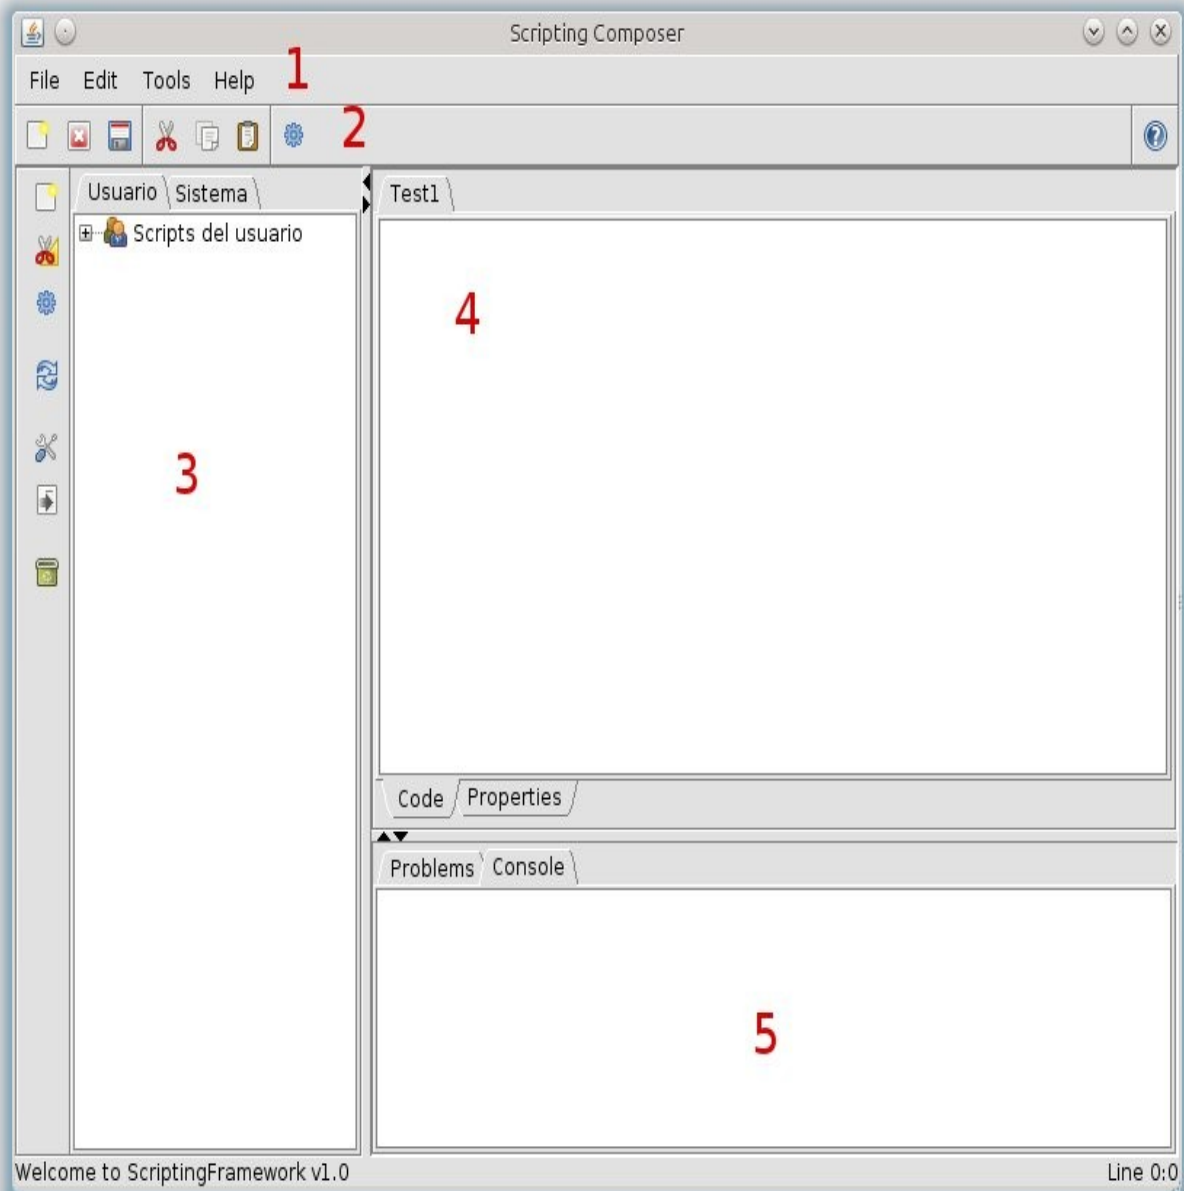 Scripting Composer
File Edit Tools Help 1
2
Usuario Sistema
Scripts del usuario
3
Test1
4
Code Properties
Problems Console
5
Welcome to ScriptingFramework v1.0 Line 0:0